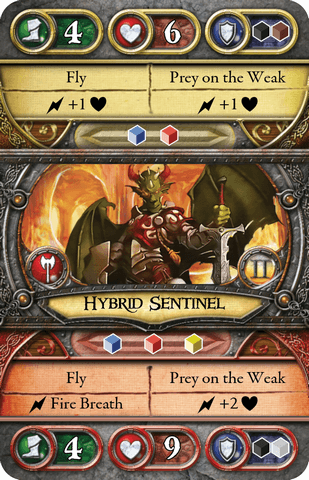 4 6
Fly Prey on the Weak
+1 +1
HYBRID SENTINEL
Fly Prey on the Weak
Fire Breath +2
4 9